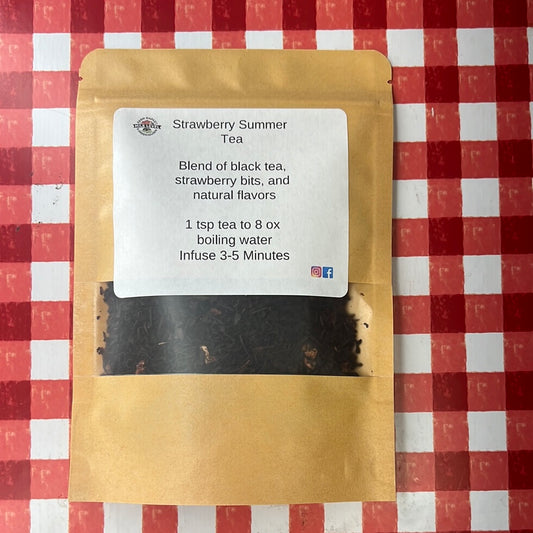 Strawberry Summer
Tea
Blend of black tea,
strawberry bits, and
natural flavors
1 tsp tea to 8 ox
boiling water
Infuse 3-5 Minutes